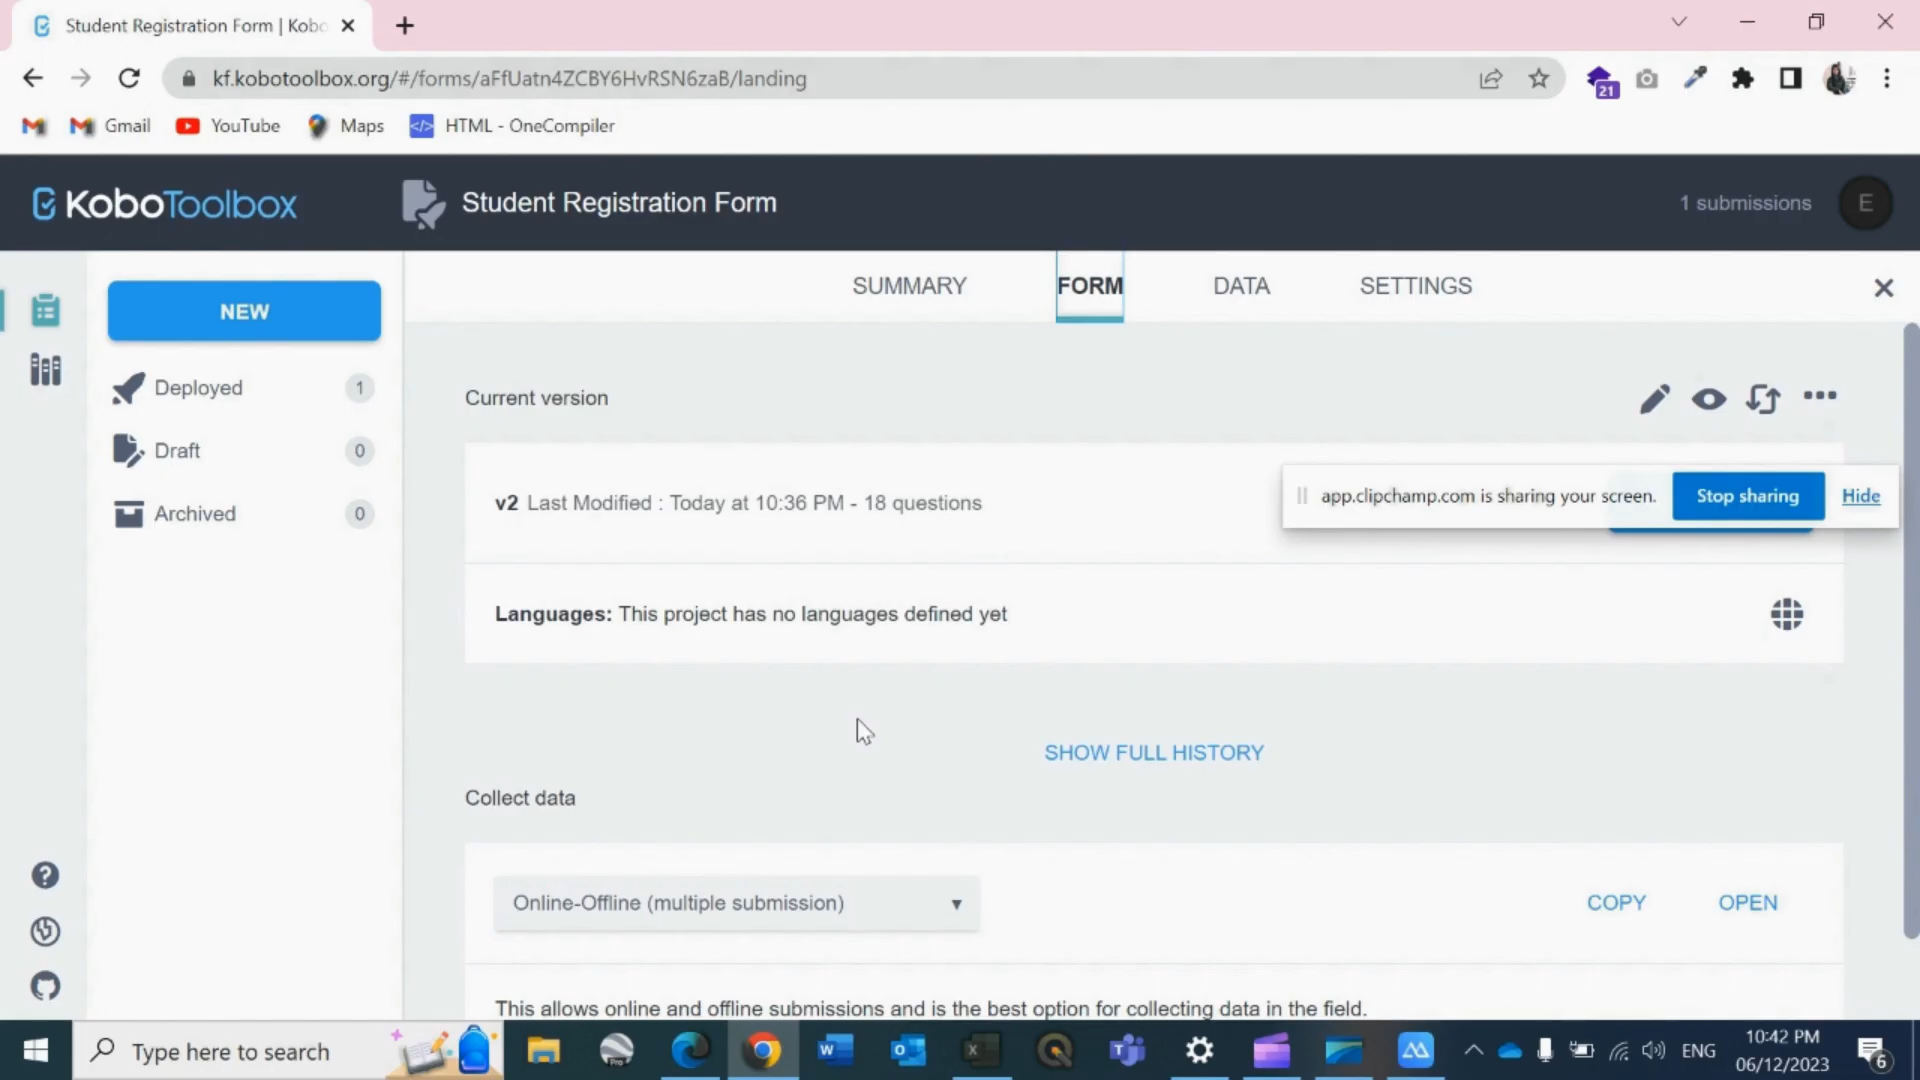 Student Registration Form | Kobo
kf.kobotoolbox.org/#/forms/aFfUatn4ZCBY6HvRSN6zaB/landing
21
Gmail
YouTube
Maps
HTML - OneCompiler
KoboToolbox
Student Registration Form
1 submissions
E
NEW
SUMMARY
FORM
DATA
SETTINGS
Deployed
1
Draft
0
Archived
0
Current version
v2 Last Modified : Today at 10:36 PM - 18 questions
app.clipchamp.com is sharing your screen.
Stop sharing
Hide
Languages: This project has no languages defined yet
SHOW FULL HISTORY
Collect data
Online-Offline (multiple submission)
COPY
OPEN
This allows online and offline submissions and is the best option for collecting data in the field.
Type here to search
Pro
ENG
10:42 PM
06/12/2023
6